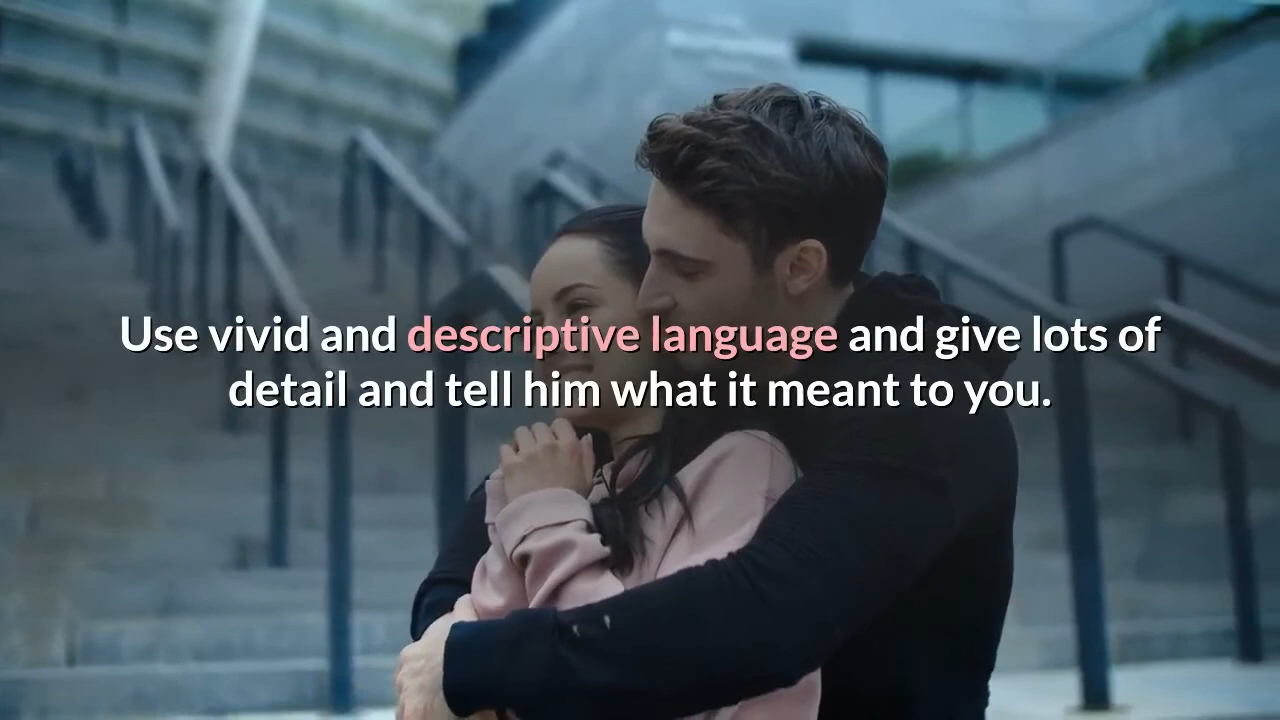 Use vivid and descriptive language and give lots of
detail and tell him what it meant to you.